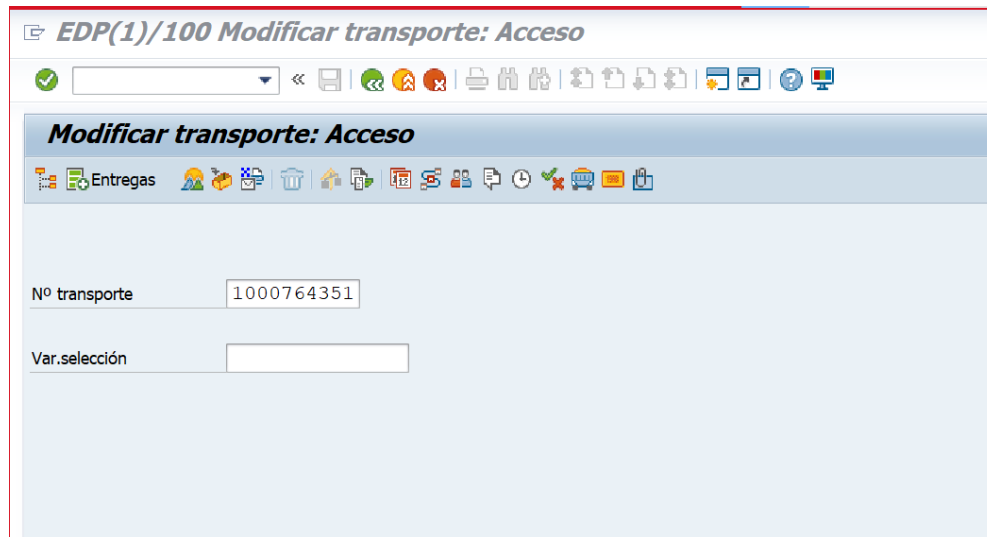 EDP(1)/100 Modificar transporte: Acceso
Modificar transporte: Acceso
Entregas
Nº transporte 1000764351
Var.selección